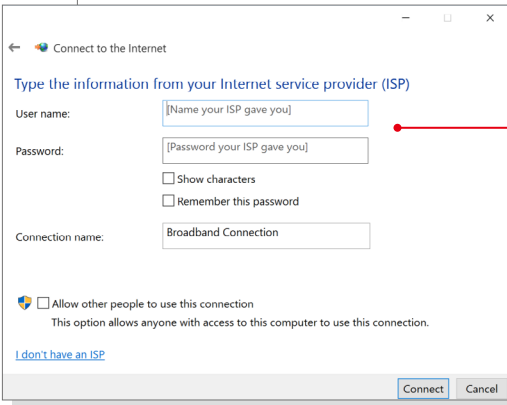 Connect to the Internet
Type the information from your Internet service provider (ISP)
User name:
[Name your ISP gave you]
Password:
[Password your ISP gave you]
Show characters
Remember this password
Connection name:
Broadband Connection
Allow other people to use this connection
This option allows anyone with access to this computer to use this connection.
I don't have an ISP
Connect
Cancel